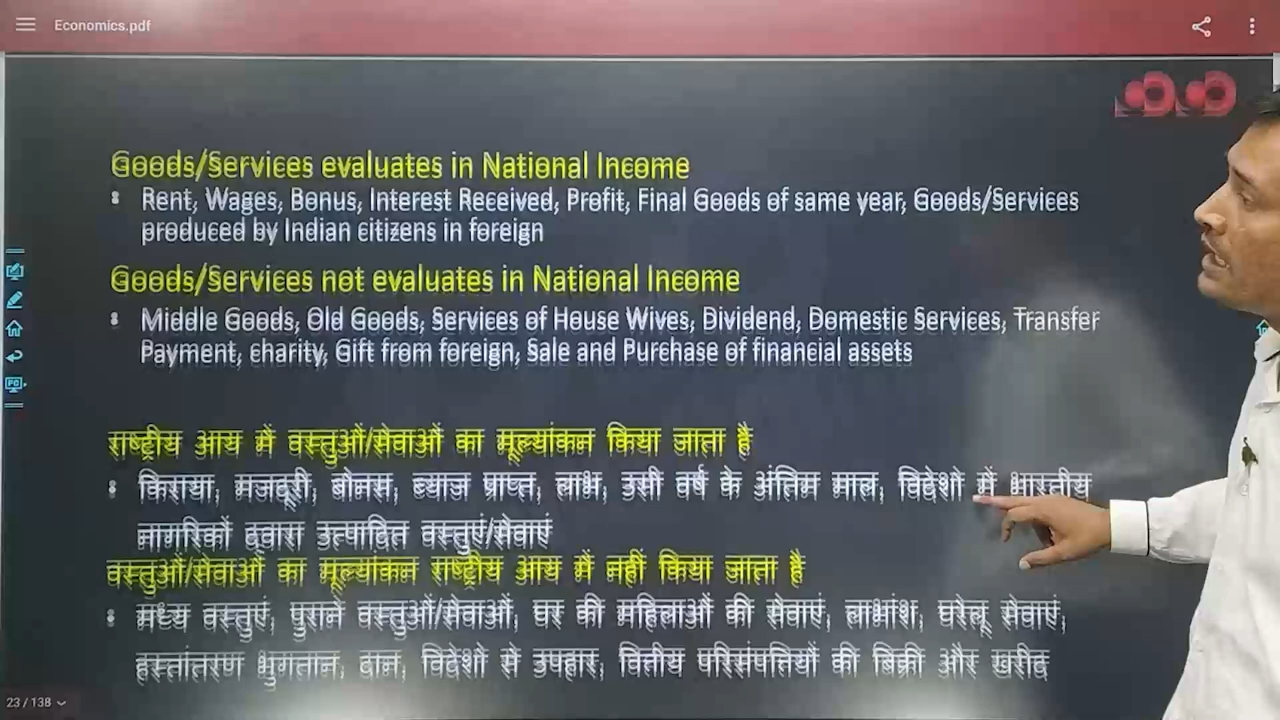 Economics.pdf
Goods/Services evaluates in National Income
• Rent, Wages, Bonus, Interest Received, Profit, Final Goods of same year, Goods/Services
produced by Indian citizens in foreign
Goods/Services not evaluates in National Income
• Middle Goods, Old Goods, Services of House Wives, Dividend, Domestic Services, Transfer
Payment, charity, Gift from foreign, Sale and Purchase of financial assets
राष्ट्रीय आय में वस्तुओं/सेवाओं का मूल्यांकन किया जाता है
• किराया, मजदूरी, बोनस, ब्याज प्राप्त, लाभ, उसी वर्ष के अंतिम माल, विदेशो में भारतीय
नागरिकों द्वारा उत्पादित वस्तुएं/सेवाएं
वस्तुओं/सेवाओं का मूल्यांकन राष्ट्रीय आय में नहीं किया जाता है
• मध्य वस्तुएं, पुराने वस्तुओं/सेवाओं, घर की महिलाओं की सेवाएं, लाभांश, घरेलू सेवाएं,
हस्तांतरण भुगतान, दान, विदेशो से उपहार, वित्तीय परिसंपत्तियों की बिक्री और खरीद
23 / 138